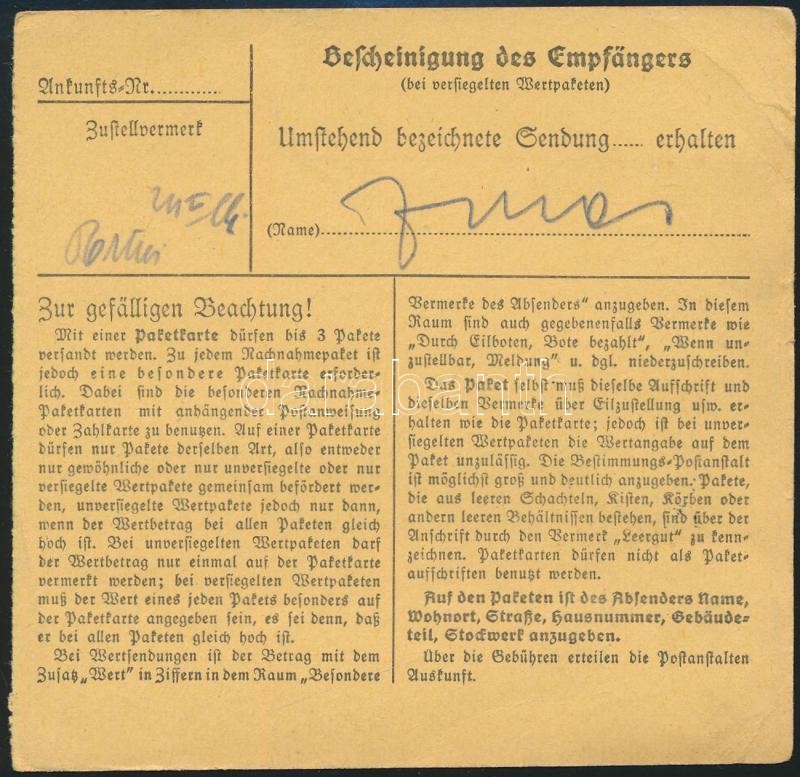 Ankunfts-Nr.............
Zustellvermerk
Bescheinigung des Empfängers
(bei versiegelten Wertpaketen)
Umstehend bezeichnete Sendung..... erhalten
(Name)
Zur gefälligen Beachtung!
Mit einer Paketkarte dürfen bis 3 Pakete
versandt werden. Zu jedem Nachnahmepaket ist
jedoch eine besondere Paketkarte erforder-
lich. Dabei sind die besonderen Nachnahme-
Paketkarten mit anhängender Postanweisung
oder Zahlkarte zu benutzen. Auf einer Paketkarte
dürfen nur Pakete derselben Art, also entweder
nur gewöhnliche oder nur unversiegelte oder nur
versiegelte Wertpakete gemeinsam befördert wer-
den, unversiegelte Wertpakete jedoch nur dann,
wenn der Wertbetrag bei allen Paketen gleich
hoch ist. Bei unversiegelten Wertpaketen darf
der Wertbetrag nur einmal auf der Paketkarte
vermerkt werden; bei versiegelten Wertpaketen
muß der Wert eines jeden Pakets besonders auf
der Paketkarte angegeben sein, es sei denn, daß
er bei allen Paketen gleich hoch ist.
Bei Wertsendungen ist der Betrag mit dem
Zusatz „Wert" in Ziffern in dem Raum „Besondere
Vermerke des Absenders" anzugeben. In diesem
Raum sind auch gegebenenfalls Vermerke wie
„Durch Eilboten, Bote bezahlt", „Wenn un-
zustellbar, Meldung" u. dgl. niederzuschreiben.
Das Paket selbst muß dieselbe Aufschrift und
dieselben Vermerke über Eilzustellung usw. er-
halten wie die Paketkarte; jedoch ist bei unver-
siegelten Wertpaketen die Wertangabe auf dem
Paket unzulässig. Die Bestimmungs-Postanstalt
ist möglichst groß und deutlich anzugeben. Pakete,
die aus leeren Schachteln, Kisten, Körben oder
andern leeren Behältnissen bestehen, sind über der
Anschrift durch den Vermerk „Leergut" zu kenn-
zeichnen. Paketkarten dürfen nicht als Paket-
aufschriften benutzt werden.
Auf den Paketen ist des Absenders Name,
Wohnort, Straße, Hausnummer, Gebäude-
teil, Stockwerk anzugeben.
Über die Gebühren erteilen die Postanstalten
Auskunft.
darabanth